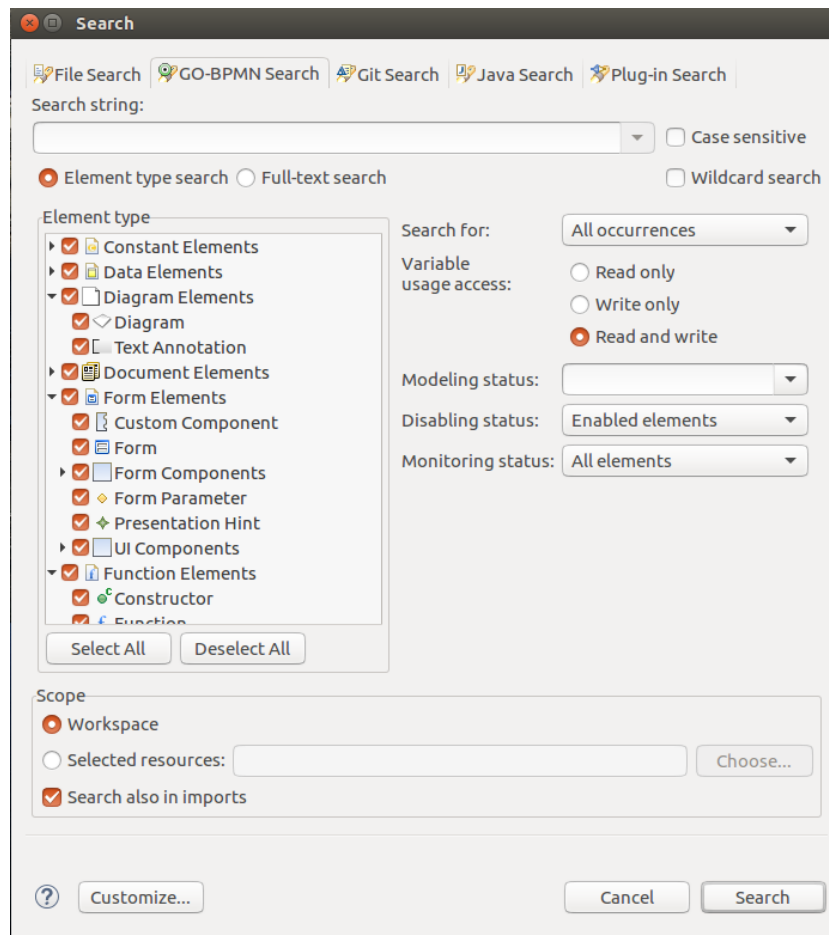 Search
File Search GO-BPMN Search Git Search Java Search Plug-in Search
Search string:
Case sensitive
Element type search Full-text search Wildcard search
Element type
Constant Elements
Data Elements
Diagram Elements
Diagram
Text Annotation
Document Elements
Form Elements
Custom Component
Form
Form Components
Form Parameter
Presentation Hint
UI Components
Function Elements
Constructor
Function
Select All Deselect All
Search for: All occurrences
Variable
usage access:
Read only
Write only
Read and write
Modeling status:
Disabling status: Enabled elements
Monitoring status: All elements
Scope
Workspace
Selected resources: Choose...
Search also in imports
? Customize... Cancel Search